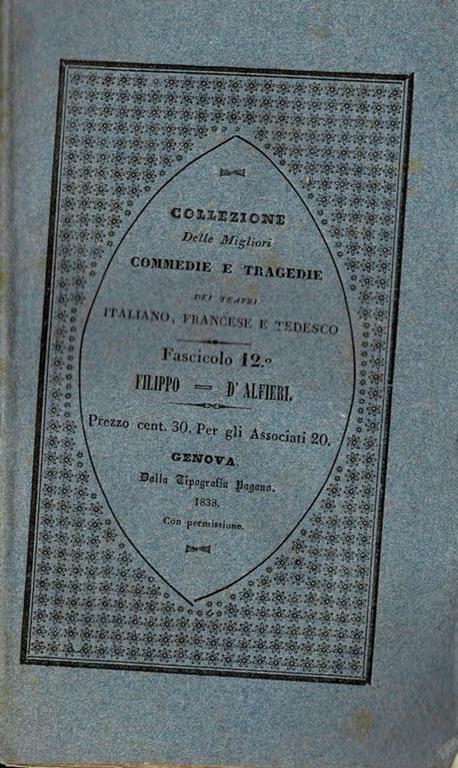 COLLEZIONE
Delle Migliori
COMMEDIE E TRAGEDIE
DEI TEATRI
ITALIANO, FRANCESE E TEDESCO
Fascicolo 12.º
FILIPPO = D' ALFIERI.
Prezzo cent. 30. Per gli Associati 20.
GENOVA.
Dalla Tipografia Pagano.
1838.
Con permissione.